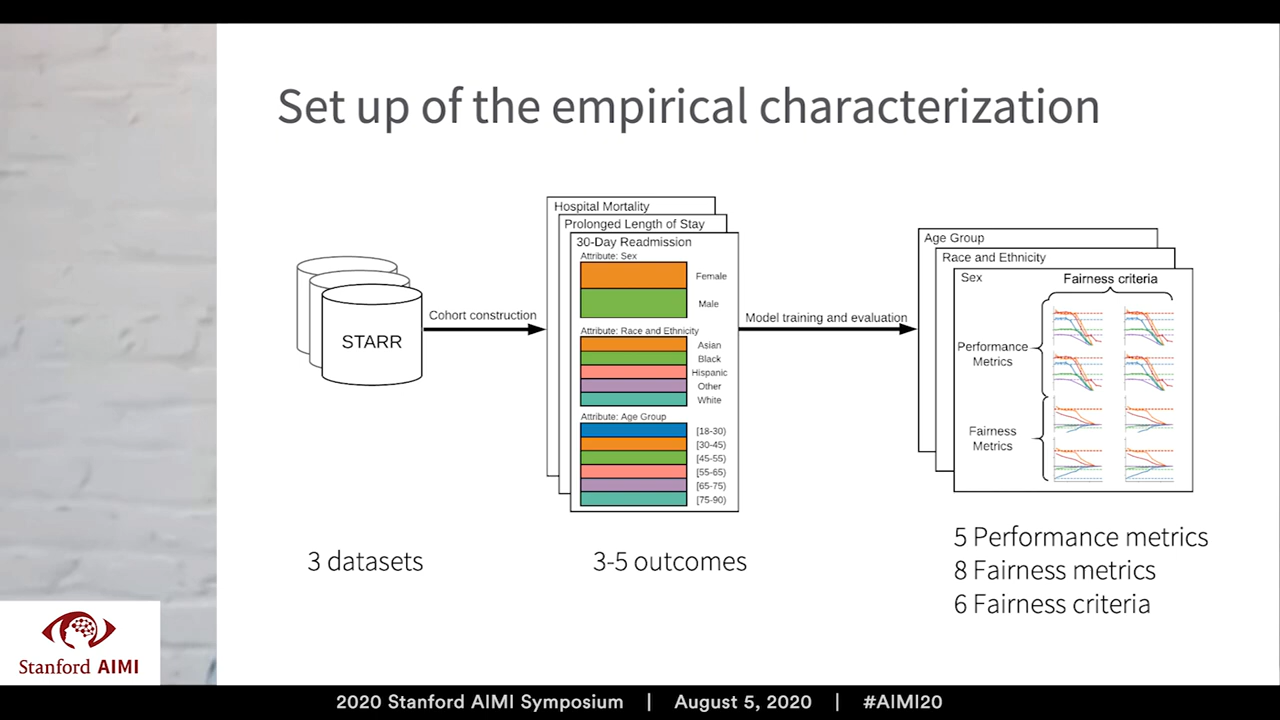 Set up of the empirical characterization
STARR
Cohort construction
Hospital Mortality
Prolonged Length of Stay
30-Day Readmission
Attribute: Sex
Female
Male
Attribute: Race and Ethnicity
Asian
Black
Hispanic
Other
White
Attribute: Age Group
[18-30)
[30-45)
[45-55)
[55-65)
[65-75)
[75-90)
Model training and evaluation
Age Group
Race and Ethnicity
Sex
Fairness criteria
Performance
Metrics
Fairness
Metrics
3 datasets
3-5 outcomes
5 Performance metrics
8 Fairness metrics
6 Fairness criteria
Stanford AIMI
2020 Stanford AIMI Symposium | August 5, 2020 | #AIMI20